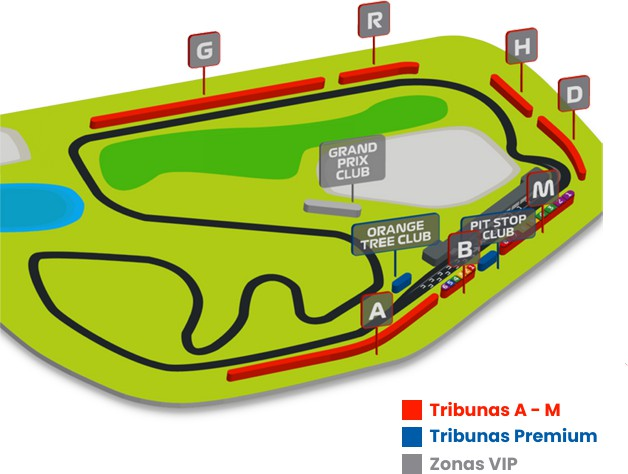 R
G
H
D
GRAND
PRIX
CLUB
M
ORANGE
TREE CLUB
PIT STOP
CLUB
B
A
Tribunas A - M
Tribunas Premium
Zonas VIP